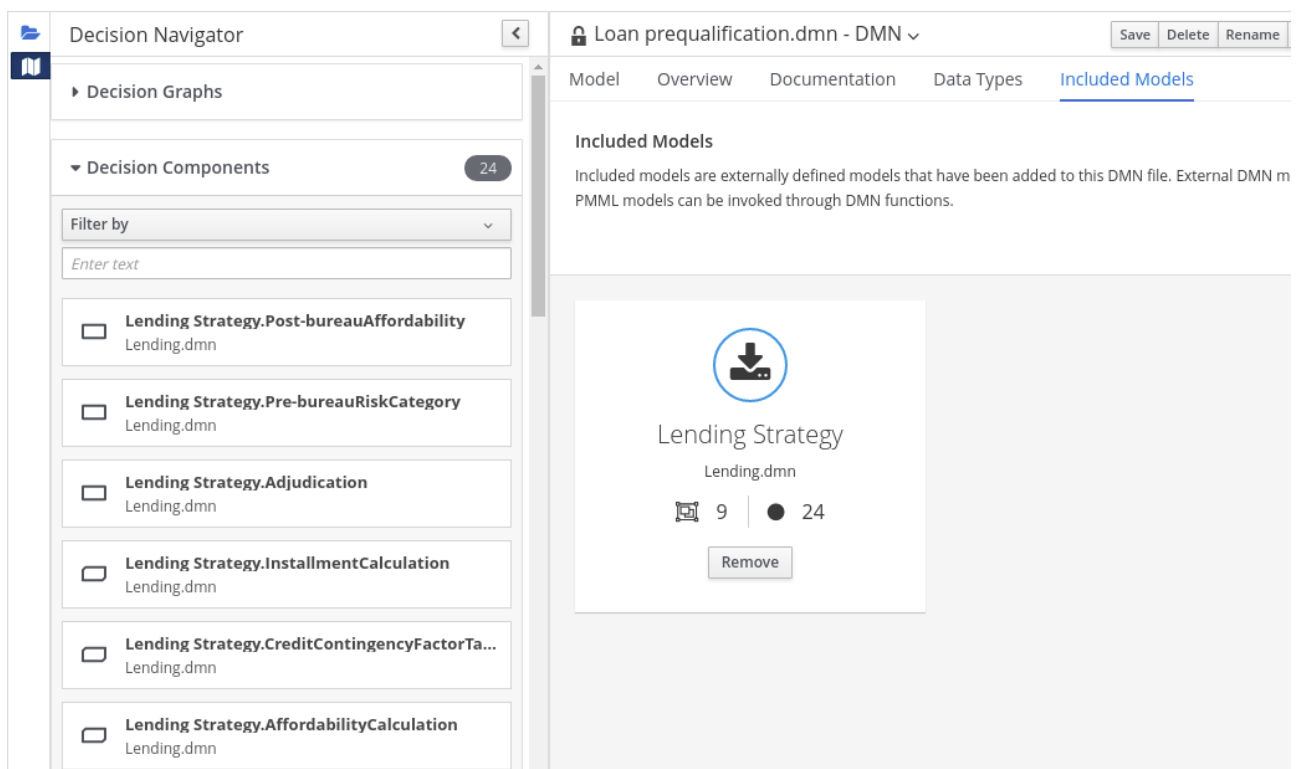 Decision Navigator
Decision Graphs
Decision Components
24
Filter by
Enter text
Lending Strategy.Post-bureauAffordability
Lending.dmn
Lending Strategy.Pre-bureauRiskCategory
Lending.dmn
Lending Strategy.Adjudication
Lending.dmn
Lending Strategy.InstallmentCalculation
Lending.dmn
Lending Strategy.CreditContingencyFactorTa...
Lending.dmn
Lending Strategy.AffordabilityCalculation
Lending.dmn
Loan prequalification.dmn - DMN
Save Delete Rename
Model Overview Documentation Data Types Included Models
Included Models
Included models are externally defined models that have been added to this DMN file. External DMN m
PMML models can be invoked through DMN functions.
Lending Strategy
Lending.dmn
9 24
Remove